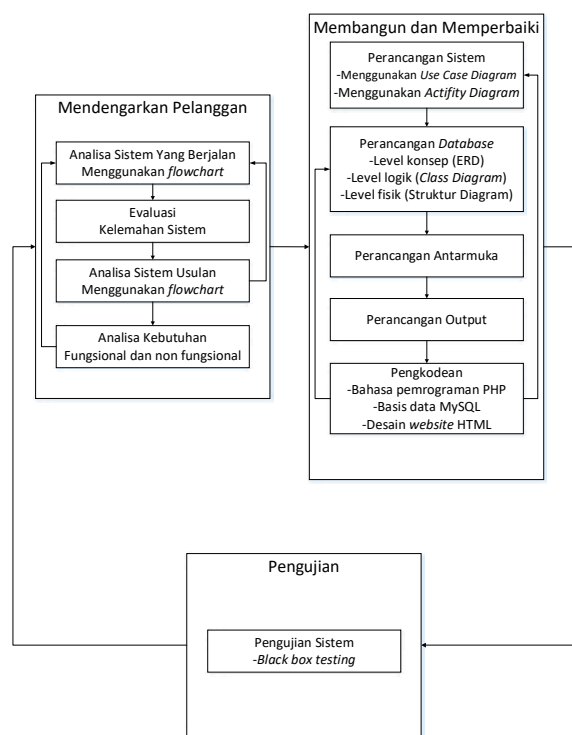 Mendengarkan Pelanggan
Analisa Sistem Yang Berjalan
Menggunakan flowchart
Evaluasi
Kelemahan Sistem
Analisa Sistem Usulan
Menggunakan flowchart
Analisa Kebutuhan
Fungsional dan non fungsional
Membangun dan Memperbaiki
Perancangan Sistem
-Menggunakan Use Case Diagram
-Menggunakan Actifity Diagram
Perancangan Database
-Level konsep (ERD)
-Level logik (Class Diagram)
-Level fisik (Struktur Diagram)
Perancangan Antarmuka
Perancangan Output
Pengkodean
-Bahasa pemrograman PHP
-Basis data MySQL
-Desain website HTML
Pengujian
Pengujian Sistem
-Black box testing